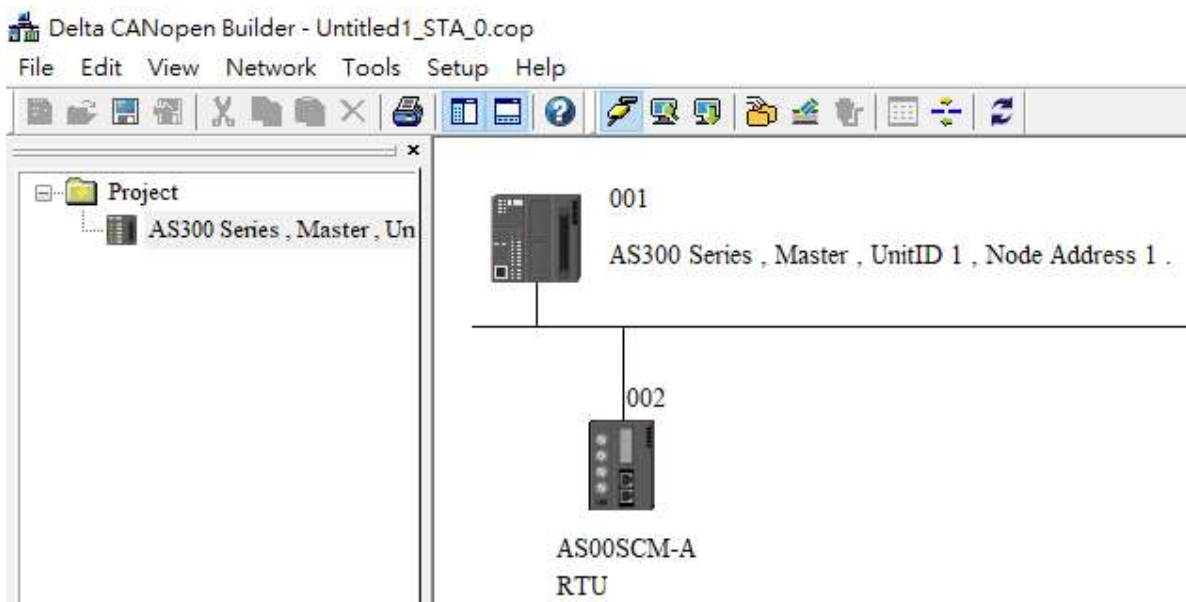 Delta CANopen Builder - Untitled1_STA_0.cop
File Edit View Network Tools Setup Help
Project
AS300 Series , Master , Un
001
AS300 Series , Master , UnitID 1 , Node Address 1 .
002
AS00SCM-A
RTU